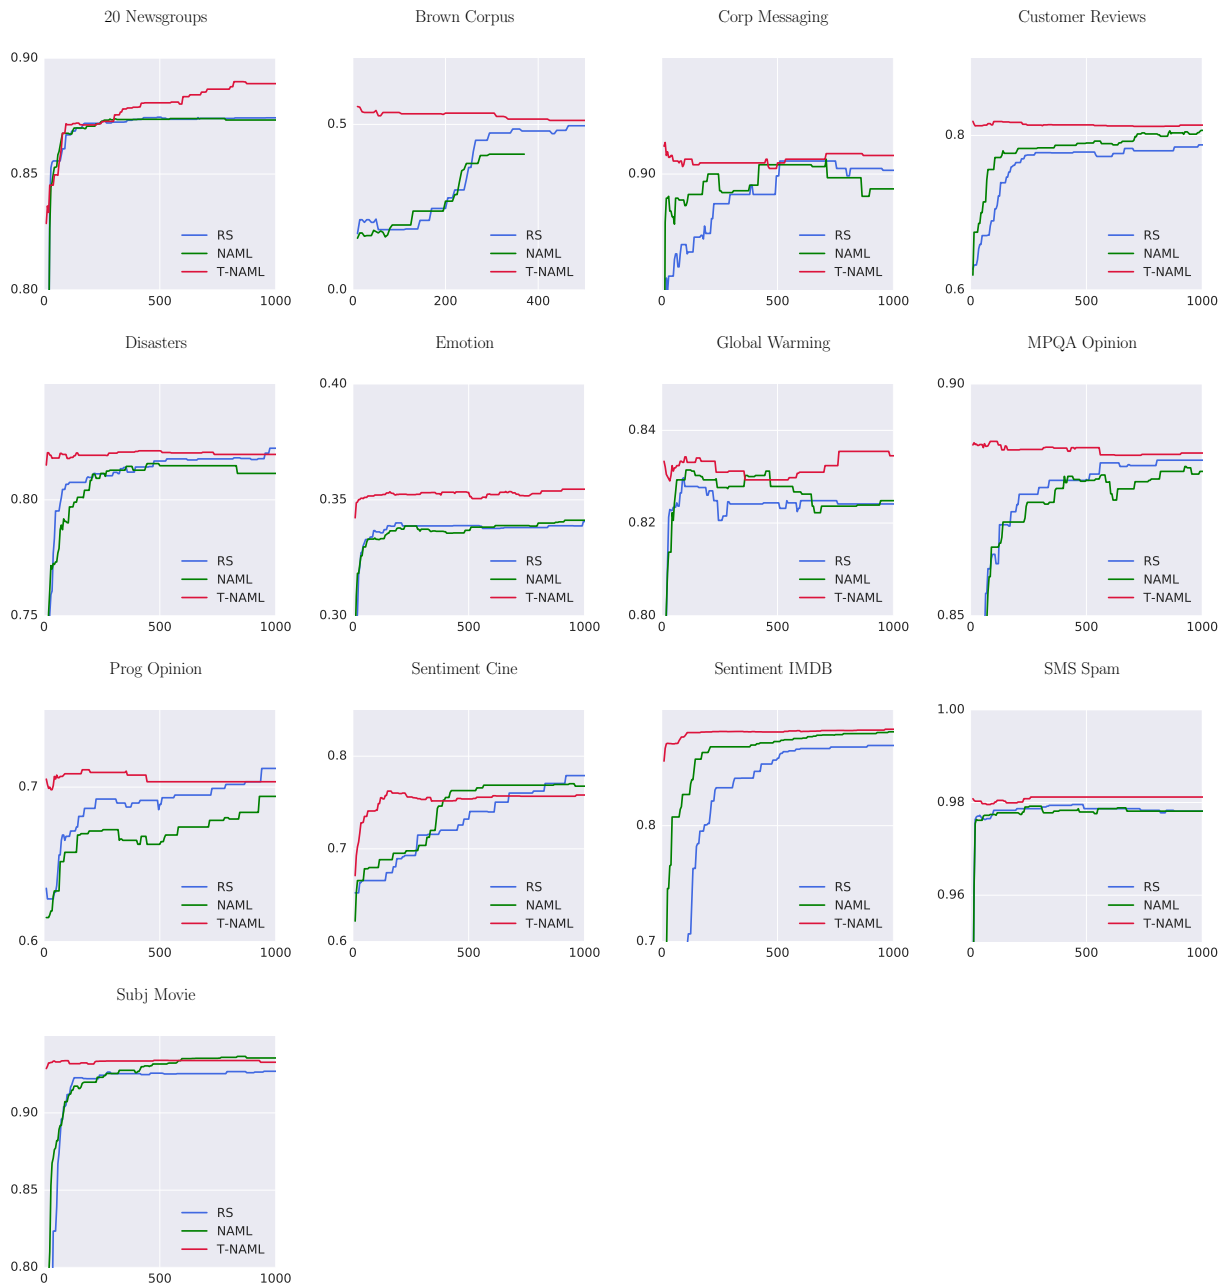 20 Newsgroups
0.90
0.85
0.80
0
500
1000
RS
NAML
T-NAML
Brown Corpus
0.5
0.0
200
400
RS
NAML
T-NAML
Corp Messaging
0.90
0
500
1000
RS
NAML
T-NAML
Customer Reviews
0.8
0.6
0
500
1000
RS
NAML
T-NAML
Disasters
0.80
0.75
0
500
1000
RS
NAML
T-NAML
Emotion
0.40
0.35
0.30
0
500
1000
RS
NAML
T-NAML
Global Warming
0.84
0.82
0.80
0
500
1000
RS
NAML
T-NAML
MPQA Opinion
0.90
0.85
0
500
1000
RS
NAML
T-NAML
Prog Opinion
0.7
0.6
0
500
1000
RS
NAML
T-NAML
Sentiment Cine
0.8
0.7
0.6
0
500
1000
RS
NAML
T-NAML
Sentiment IMDB
0.8
0.7
0
500
1000
RS
NAML
T-NAML
SMS Spam
1.00
0.98
0.96
0
500
1000
RS
NAML
T-NAML
Subj Movie
0.90
0.85
0.80
0
500
1000
RS
NAML
T-NAML